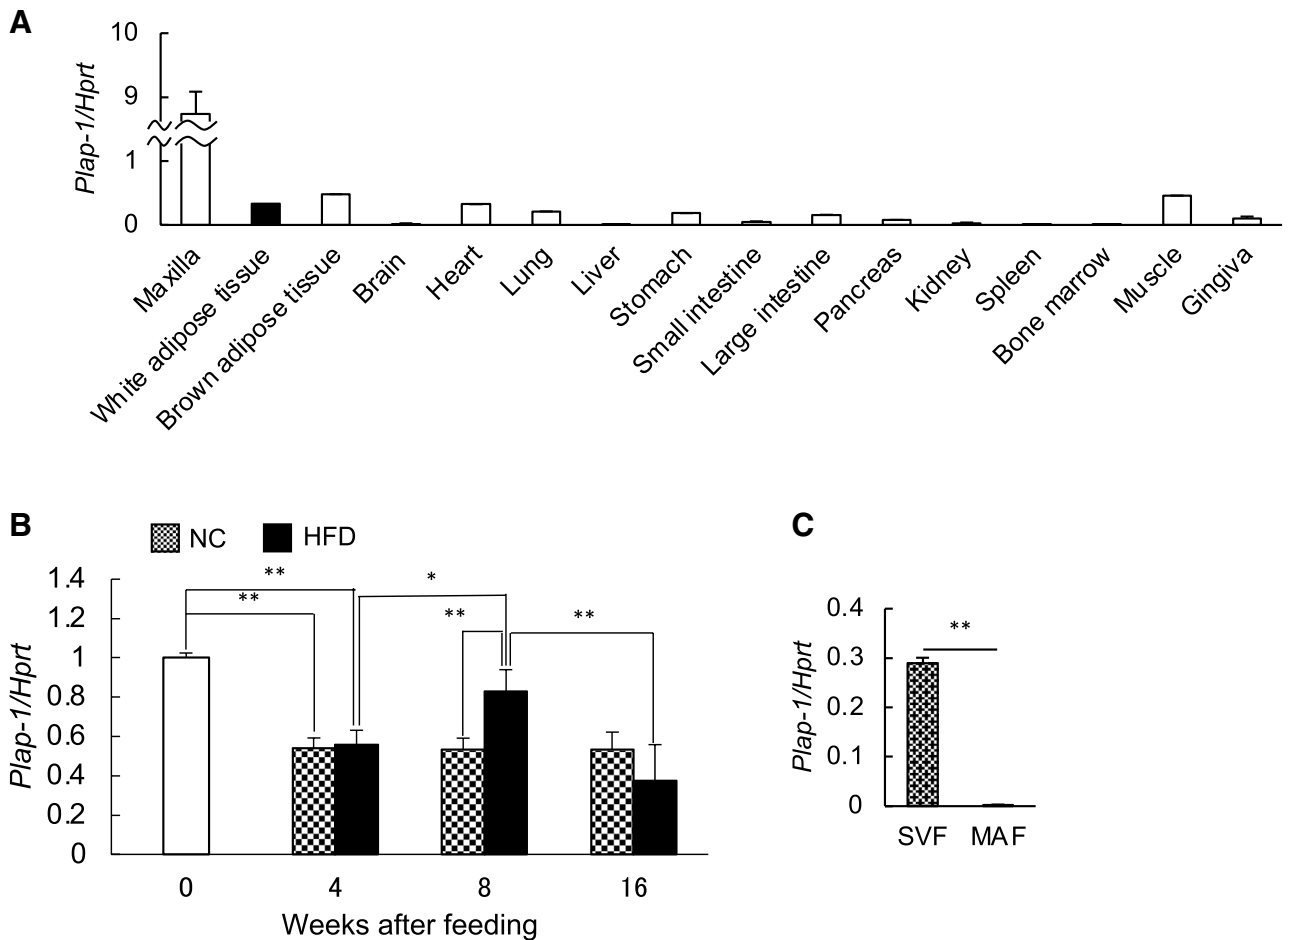 A
Plap-1/Hprt
10
9
1
0
Maxilla
White adipose tissue
Brown adipose tissue
Brain
Heart
Lung
Liver
Stomach
Small intestine
Large intestine
Pancreas
Kidney
Spleen
Bone marrow
Muscle
Gingiva
B
NC
HFD
Plap-1/Hprt
1.4
1.2
1
0.8
0.6
0.4
0.2
0
**
**
*
**
**
0
4
8
16
Weeks after feeding
C
Plap-1/Hprt
0.4
0.3
0.2
0.1
0
**
SVF
MAF